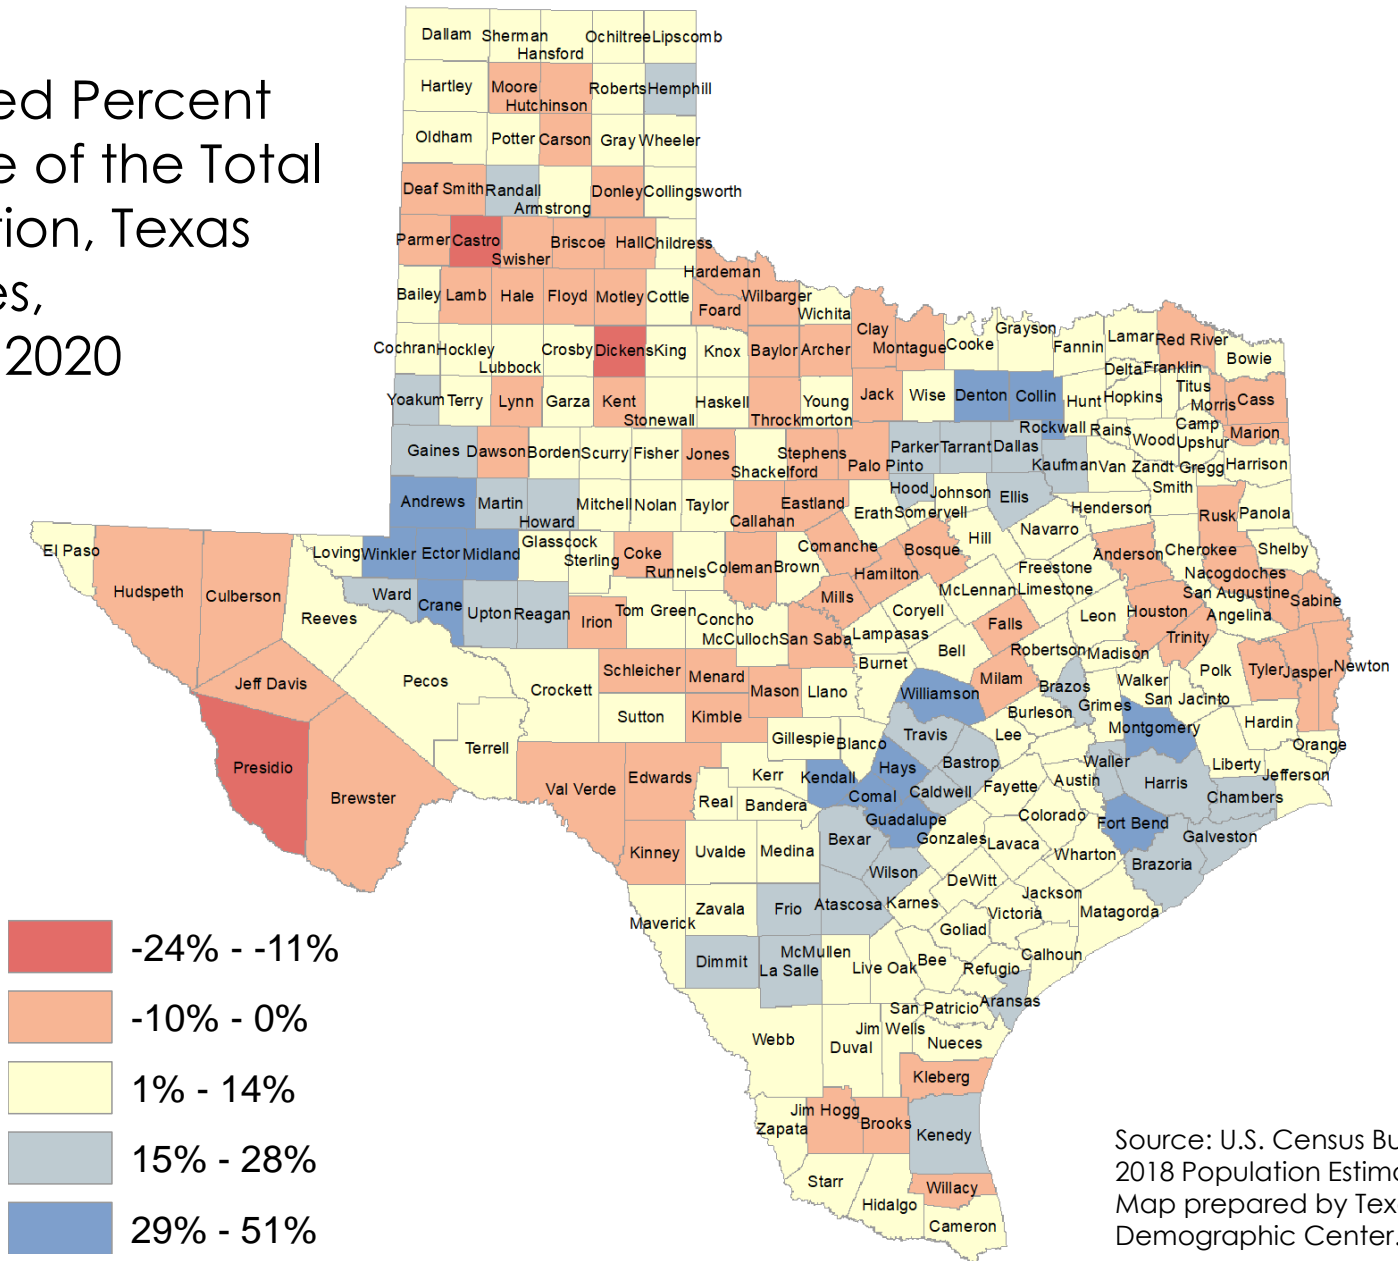 ed Percent
e of the Total
tion, Texas
es,
2020
Dallam Sherman Hansford Ochiltree Lipscomb
Hartley Moore Hutchinson Roberts Hemphill
Oldham Potter Carson Gray Wheeler
Deaf Smith Randall Armstrong Donley Collingsworth
Parmer Castro Swisher Briscoe Hall Childress
Hardeman
Bailey Lamb Hale Floyd Motley Cottle Foard Wilbarger Wichita
Clay Montague Cooke Grayson Fannin Lamar Red River Bowie
Cochran Hockley Lubbock Crosby Dickens King Knox Baylor Archer
Delta Franklin Titus Morris Cass
Yoakum Terry Lynn Garza Kent Stonewall Haskell Throckmorton Young Jack Wise Denton Collin Hunt Hopkins
Rockwall Rains Wood Camp Upshur Marion
Gaines Dawson Borden Scurry Fisher Jones Shackelford Stephens Palo Pinto Parker Tarrant Dallas Kaufman Van Zandt Gregg Harrison
Smith
Andrews Martin Howard Mitchell Nolan Taylor Callahan Eastland Erath Hood Somervell Johnson Ellis Henderson Rusk Panola
Navarro Hill
El Paso Loving Winkler Ector Midland Glasscock Sterling Coke Runnels Coleman Brown Comanche Hamilton Bosque Freestone Anderson Cherokee Shelby
Nacogdoches
Hudspeth Culberson Reeves Ward Crane Upton Reagan Irion Tom Green Concho McCulloch San Saba Mills Coryell McLennan Limestone Leon Houston San Augustine Sabine
Angelina
Lampasas Bell Falls Robertson Madison Trinity
Jeff Davis Pecos Crockett Schleicher Menard Mason Llano Burnet Williamson Milam Brazos Grimes Walker San Jacinto Polk Tyler Jasper Newton
Terrell Sutton Kimble Gillespie Blanco Travis Lee Burleson Montgomery Hardin Orange
Presidio Brewster Val Verde Edwards Kerr Kendall Hays Bastrop Fayette Austin Waller Harris Liberty Jefferson
Real Bandera Comal Caldwell Colorado Chambers
Kinney Uvalde Medina Bexar Guadalupe Gonzales Lavaca Wharton Fort Bend Brazoria Galveston
Wilson DeWitt Jackson
Maverick Zavala Frio Atascosa Karnes Goliad Victoria Matagorda
Dimmit La Salle McMullen Live Oak Bee Refugio Calhoun
San Patricio Aransas
Webb Duval Jim Wells Nueces
Kleberg
Zapata Jim Hogg Brooks Kenedy
Starr Hidalgo Willacy
Cameron
-24% - -11%
-10% - 0%
1% - 14%
15% - 28%
29% - 51%
Source: U.S. Census Bu
2018 Population Estima
Map prepared by Tex
Demographic Center.